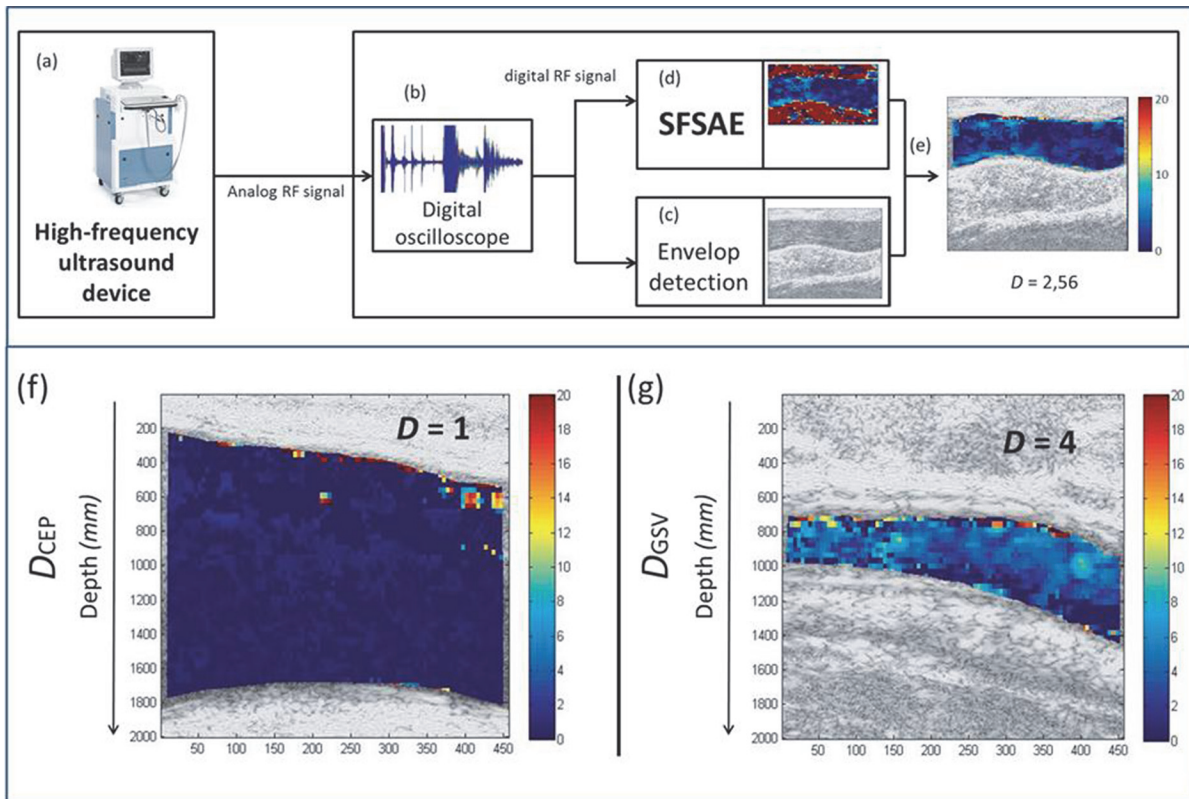 (a)
High-frequency
ultrasound
device
Analog RF signal
(b)
Digital
oscilloscope
digital RF signal
(d)
SFSAE
(c)
Envelop
detection
(e)
20
10
0
D = 2,56
(f)
D = 1
DCEP
Depth (mm)
200
400
600
800
1000
1200
1400
1600
1800
2000
50 100 150 200 250 300 350 400 450
20
18
16
14
12
10
8
6
4
2
0
(g)
D = 4
DGSV
Depth (mm)
200
400
600
800
1000
1200
1400
1600
1800
2000
50 100 150 200 250 300 350 400 450
20
18
16
14
12
10
8
6
4
2
0